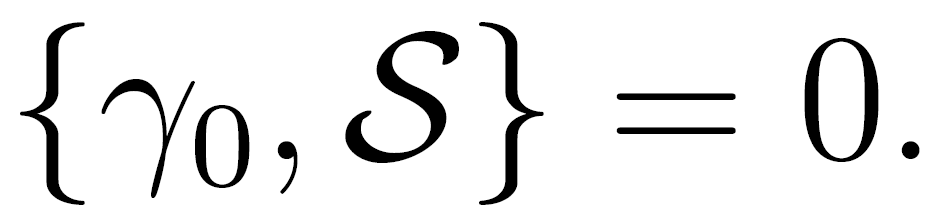 {γ₀, 𝒮} = 0.